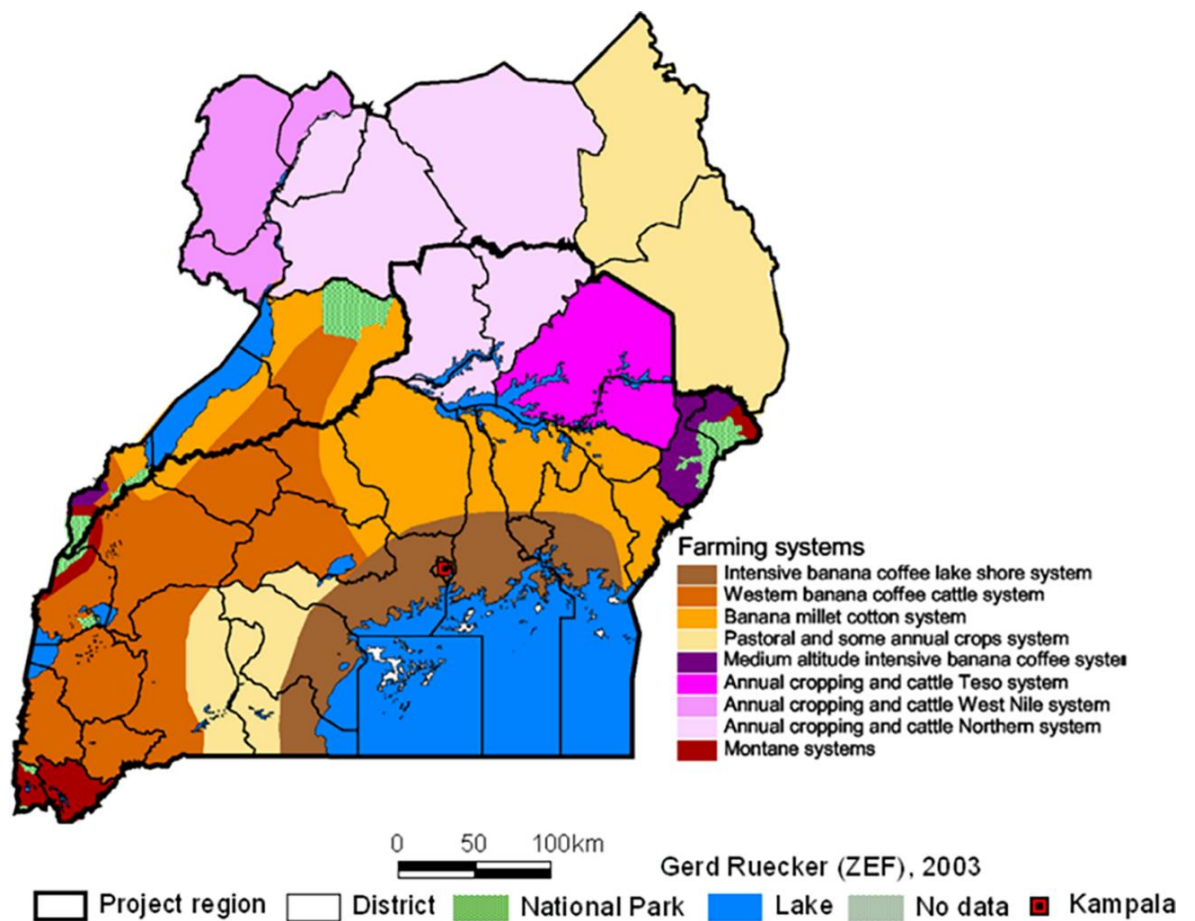 Farming systems
Intensive banana coffee lake shore system
Western banana coffee cattle system
Banana millet cotton system
Pastoral and some annual crops system
Medium altitude intensive banana coffee system
Annual cropping and cattle Teso system
Annual cropping and cattle West Nile system
Annual cropping and cattle Northern system
Montane systems
0 50 100km
Gerd Ruecker (ZEF), 2003
Project region District National Park Lake No data Kampala